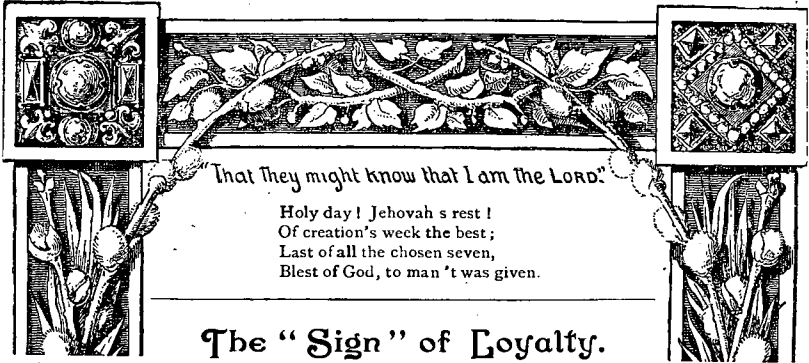 "That They might know that I am the LORD."
Holy day! Jehovah s rest!
Of creation's week the best;
Last of all the chosen seven,
Blest of God, to man 't was given.
The "Sign" of Loyalty.